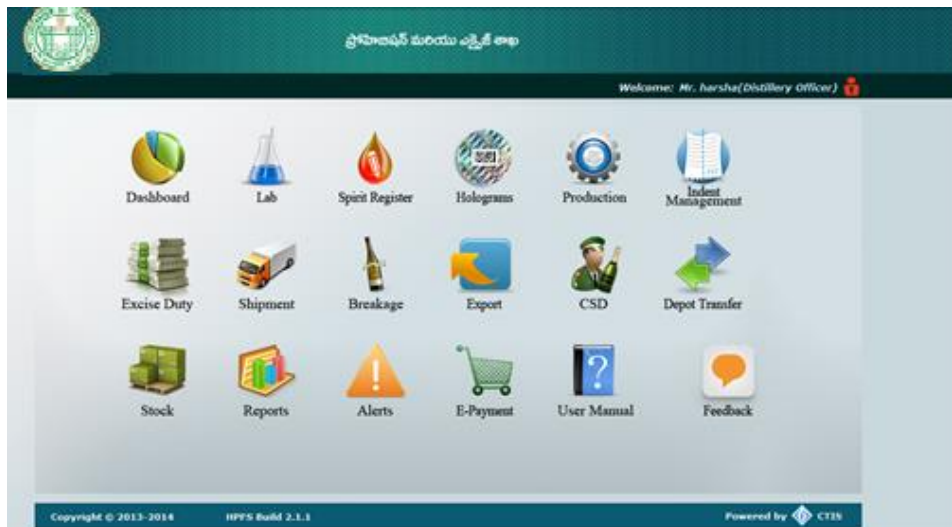 ప్రోహిబిషన్ మరియు ఎక్సైజ్ శాఖ
Welcome: Mr. harsha(Distillery Officer)
Dashboard
Lab
Spirit Register
Holograms
Production
Indent
Management
Excise Duty
Shipment
Breakage
Export
CSD
Depot Transfer
Stock
Reports
Alerts
E-Payment
User Manual
Feedback
Copyright © 2013-2014
HPFS Build 2.1.1
Powered by CTIS